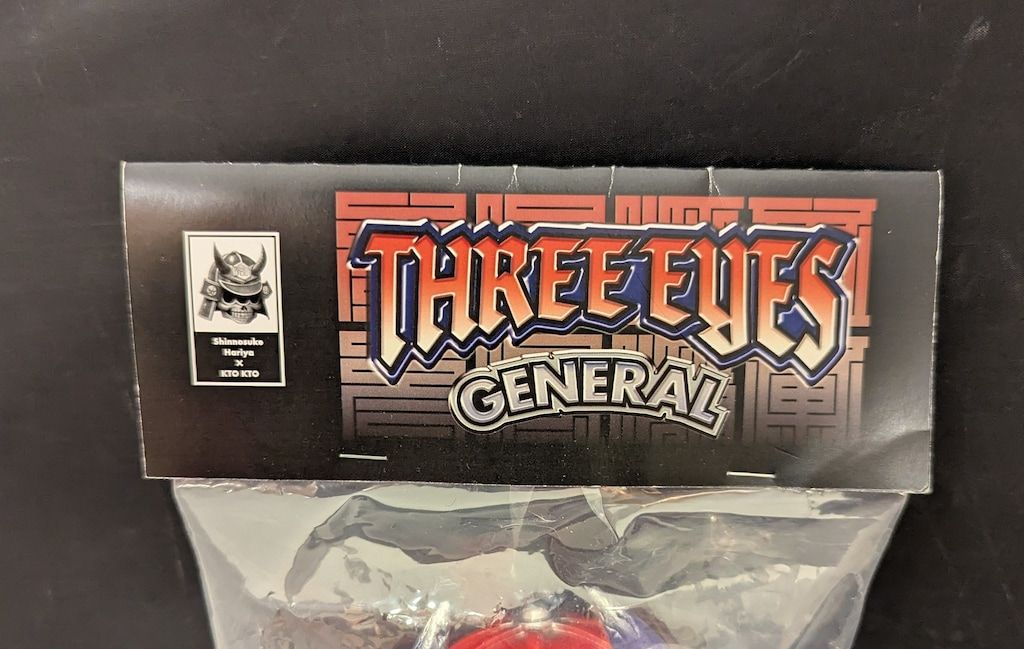 THREE EYES
GENERAL
Shinnosuke
Hariya
X
KTO KTO